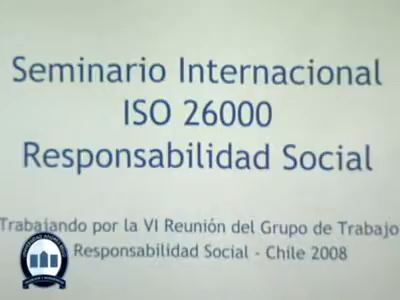 Seminario Internacional
ISO 26000
Responsabilidad Social
Trabajando por la VI Reunión del Grupo de Trabajo
Responsabilidad Social - Chile 2008